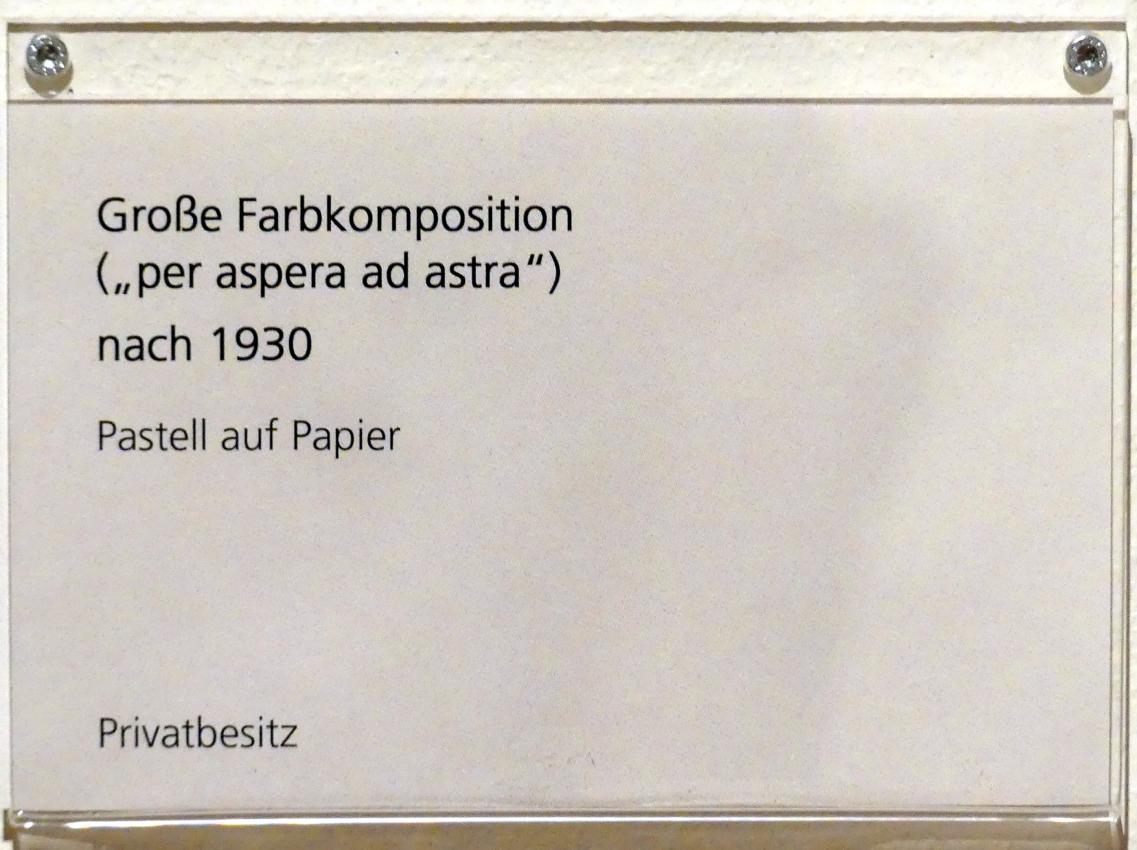 Große Farbkomposition
(„per aspera ad astra“)
nach 1930
Pastell auf Papier
Privatbesitz